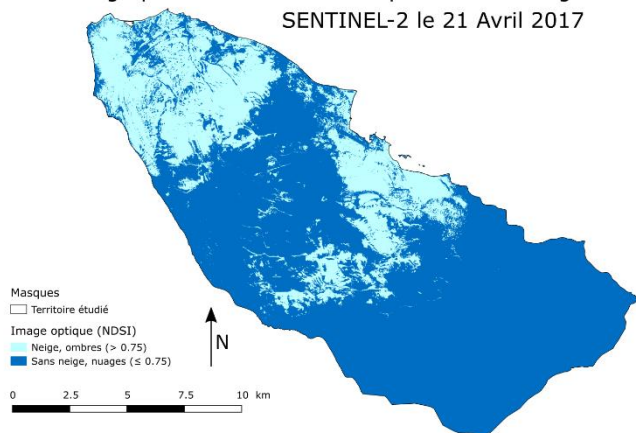 SENTINEL-2 le 21 Avril 2017
Masques
Territoire étudié
Image optique (NDSI)
Neige, ombres (> 0.75)
Sans neige, nuages (≤ 0.75)
N
0 2.5 5 7.5 10 km